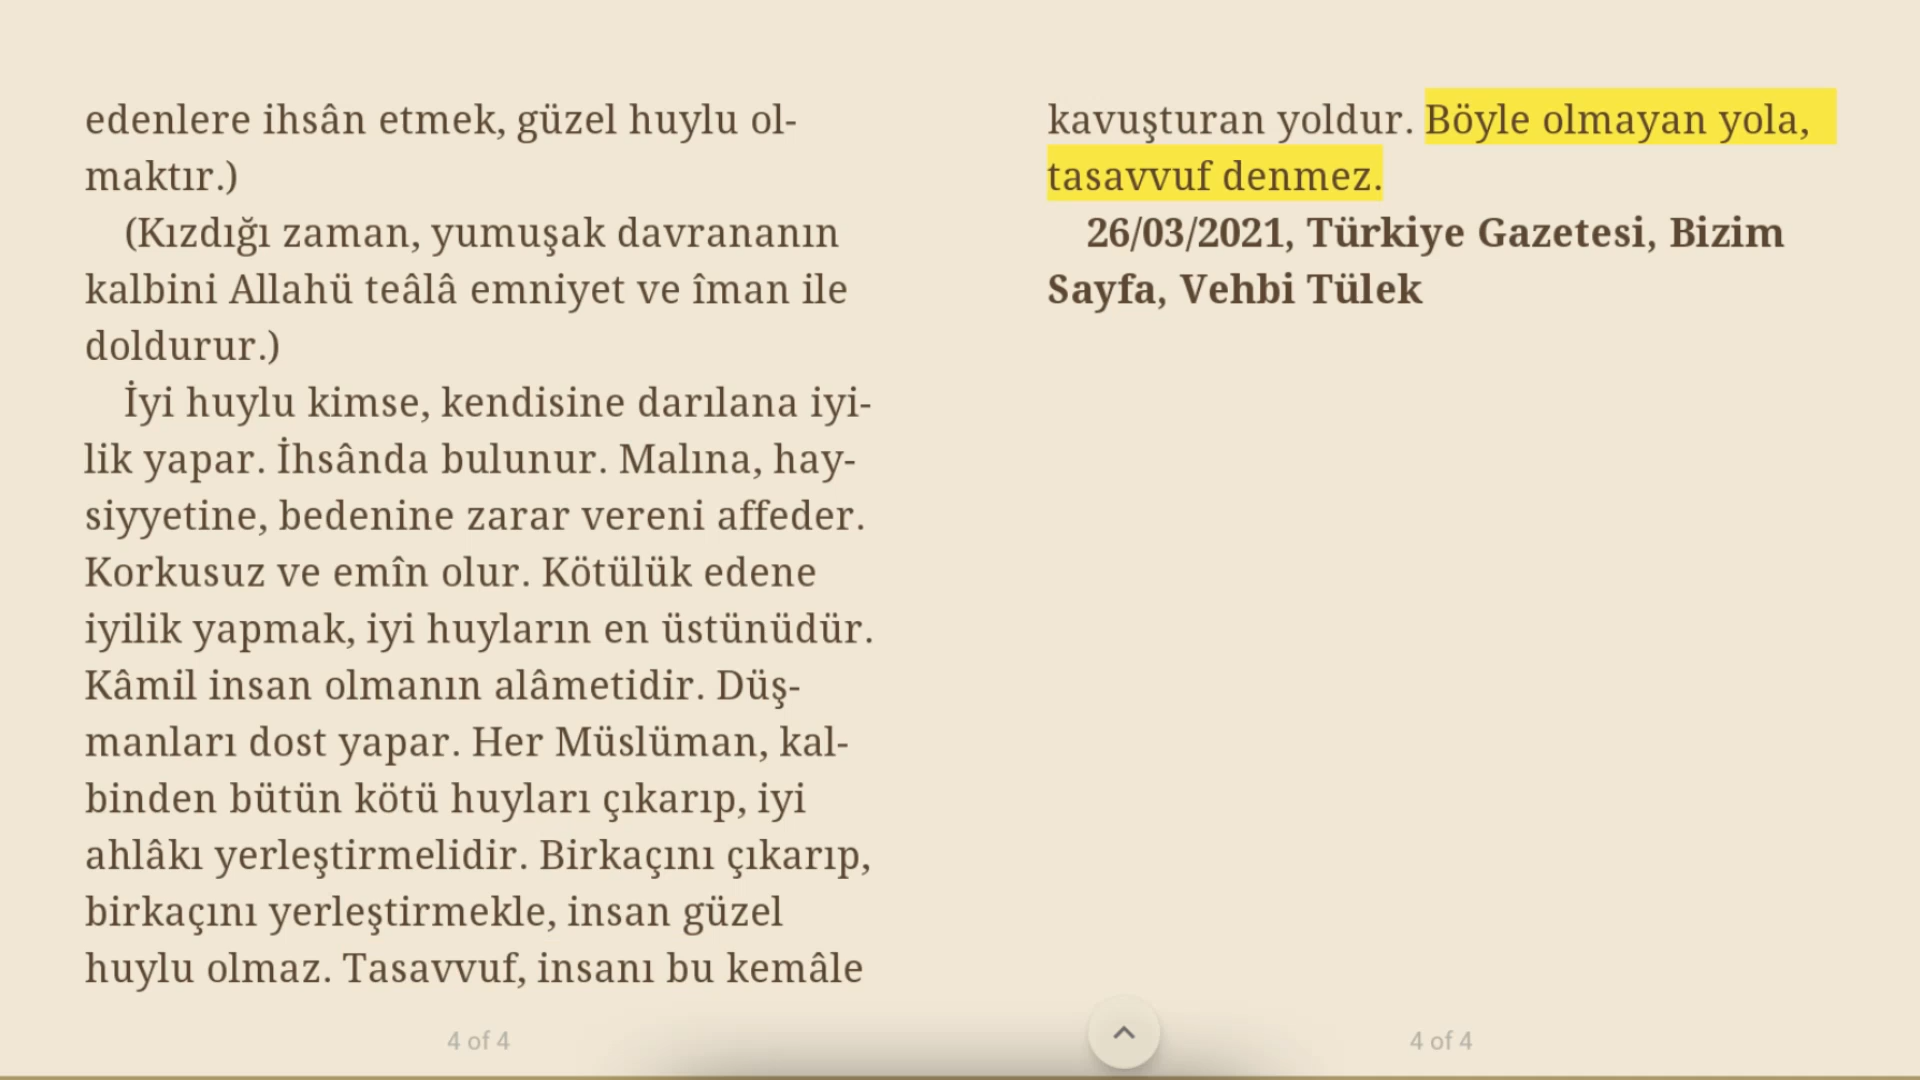 edenlere ihsân etmek, güzel huylu ol-
maktır.)
(Kızdığı zaman, yumuşak davrananın
kalbini Allahü teâlâ emniyet ve îman ile
doldurur.)
İyi huylu kimse, kendisine darılana iyi-
lik yapar. İhsânda bulunur. Malına, hay-
siyyetine, bedenine zarar vereni affeder.
Korkusuz ve emîn olur. Kötülük edene
iyilik yapmak, iyi huyların en üstünüdür.
Kâmil insan olmanın alâmetidir. Düş-
manları dost yapar. Her Müslüman, kal-
binden bütün kötü huyları çıkarıp, iyi
ahlâkı yerleştirmelidir. Birkaçını çıkarıp,
birkaçını yerleştirmekle, insan güzel
huylu olmaz. Tasavvuf, insanı bu kemâle
4 of 4
kavuşturan yoldur. Böyle olmayan yola,
tasavvuf denmez.
26/03/2021, Türkiye Gazetesi, Bizim
Sayfa, Vehbi Tülek
4 of 4